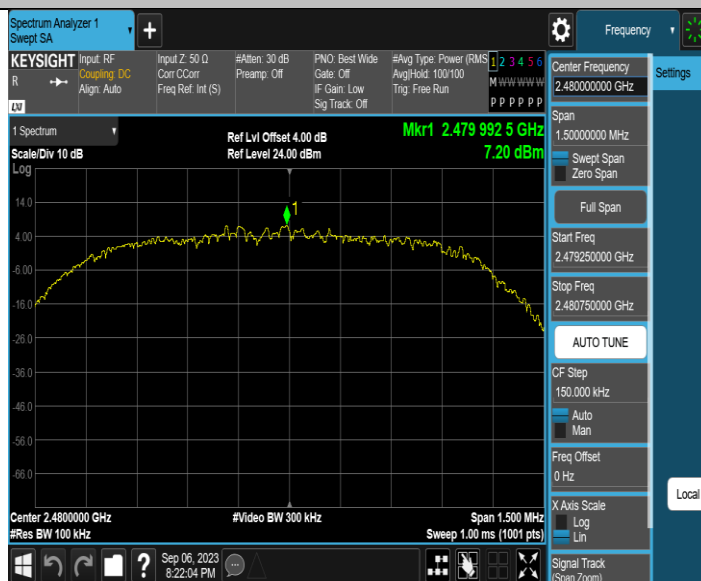 Spectrum Analyzer 1
Swept SA
+
Frequency
KEYSIGHT
R
LXI
Input: RF
Coupling: DC
Align: Auto
Input Z: 50 Ω
Corr CCorr
Freq Ref: Int (S)
#Atten: 30 dB
Preamp: Off
PNO: Best Wide
Gate: Off
IF Gain: Low
Sig Track: Off
#Avg Type: Power (RMS
Avg|Hold: 100/100
Trig: Free Run
1 2 3 4 5 6
M W W W W W
P P P P P P
Center Frequency
2.480000000 GHz
Settings
Span
1.50000000 MHz
Swept Span
Zero Span
Full Span
Start Freq
2.479250000 GHz
Stop Freq
2.480750000 GHz
AUTO TUNE
CF Step
150.000 kHz
Auto
Man
Freq Offset
0 Hz
X Axis Scale
Log
Lin
Local
Signal Track
(Span Zoom)
1 Spectrum
Scale/Div 10 dB
Log
Ref Lvl Offset 4.00 dB
Ref Level 24.00 dBm
Mkr1 2.479 992 5 GHz
7.20 dBm
1
14.0
4.00
-6.00
-16.0
-26.0
-36.0
-46.0
-56.0
-66.0
Center 2.4800000 GHz
#Res BW 100 kHz
#Video BW 300 kHz
Span 1.500 MHz
Sweep 1.00 ms (1001 pts)
?
Sep 06, 2023
8:22:04 PM